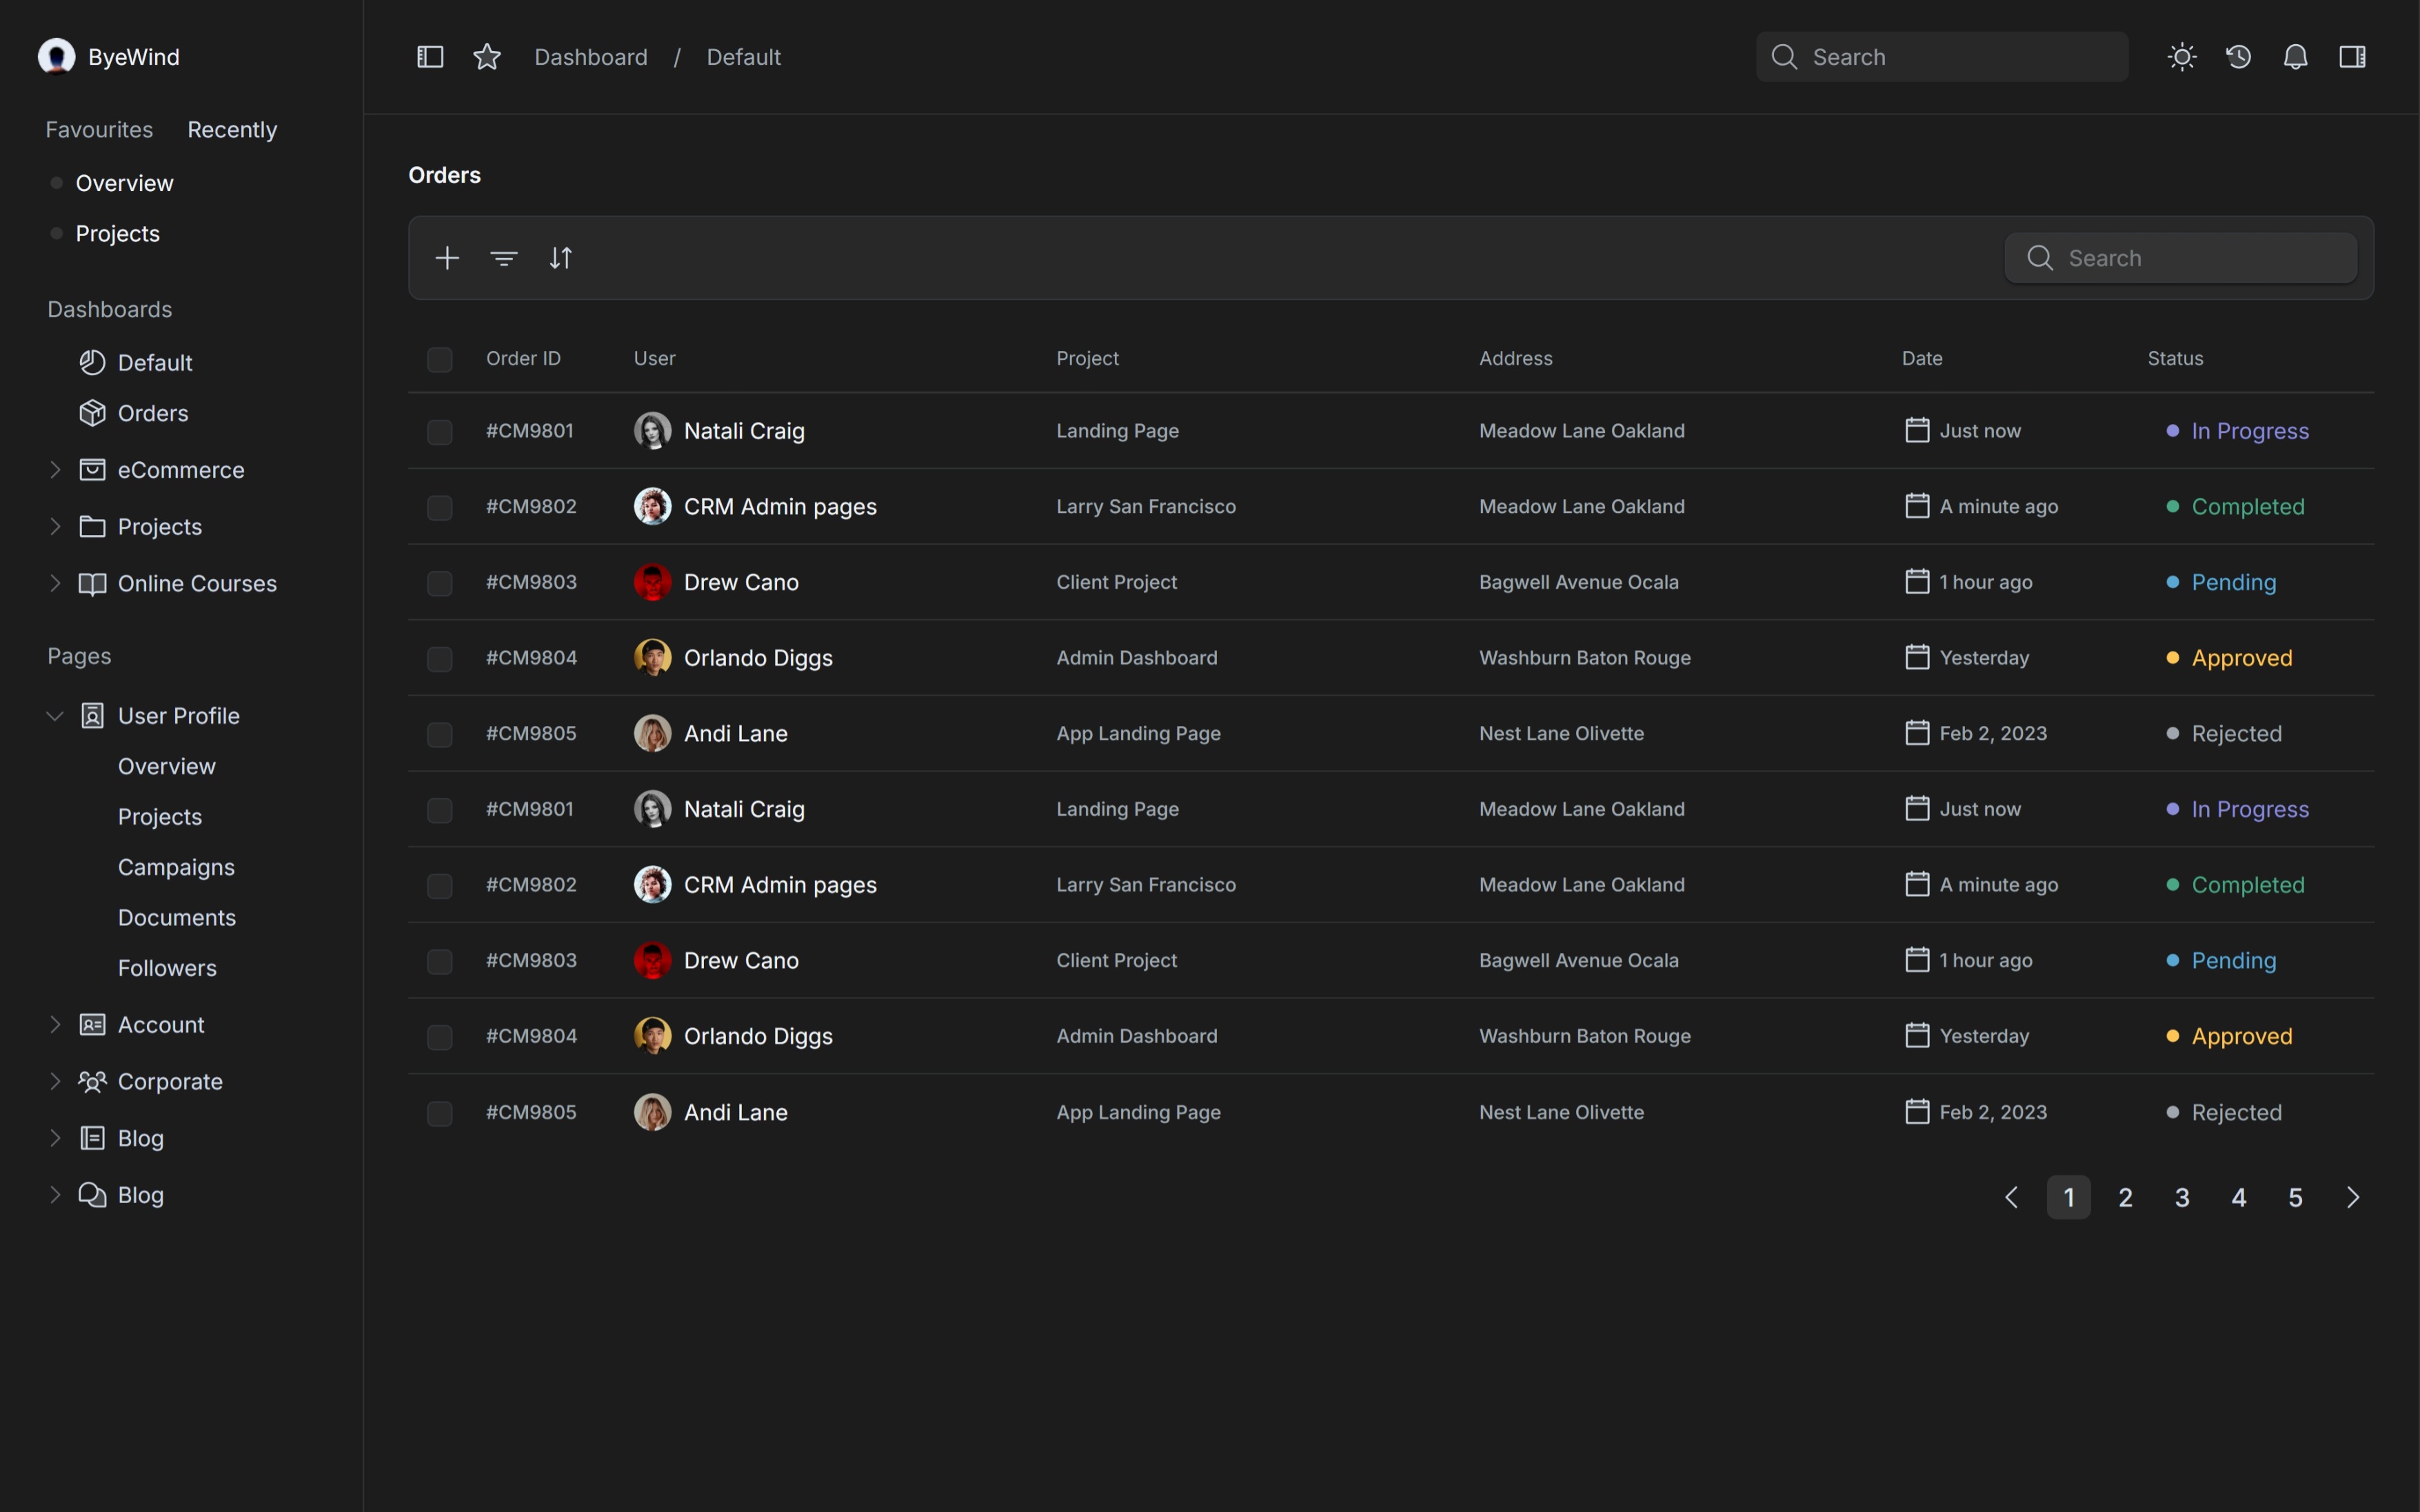 ByeWind
Favourites Recently
Overview
Projects
Dashboards
Default
Orders
eCommerce
Projects
Online Courses
Pages
User Profile
Overview
Projects
Campaigns
Documents
Followers
Account
Corporate
Blog
Blog
Dashboard / Default
Search
Orders
Search
Order ID User Project Address Date Status
#CM9801 Natali Craig Landing Page Meadow Lane Oakland Just now In Progress
#CM9802 CRM Admin pages Larry San Francisco Meadow Lane Oakland A minute ago Completed
#CM9803 Drew Cano Client Project Bagwell Avenue Ocala 1 hour ago Pending
#CM9804 Orlando Diggs Admin Dashboard Washburn Baton Rouge Yesterday Approved
#CM9805 Andi Lane App Landing Page Nest Lane Olivette Feb 2, 2023 Rejected
#CM9801 Natali Craig Landing Page Meadow Lane Oakland Just now In Progress
#CM9802 CRM Admin pages Larry San Francisco Meadow Lane Oakland A minute ago Completed
#CM9803 Drew Cano Client Project Bagwell Avenue Ocala 1 hour ago Pending
#CM9804 Orlando Diggs Admin Dashboard Washburn Baton Rouge Yesterday Approved
#CM9805 Andi Lane App Landing Page Nest Lane Olivette Feb 2, 2023 Rejected
1 2 3 4 5